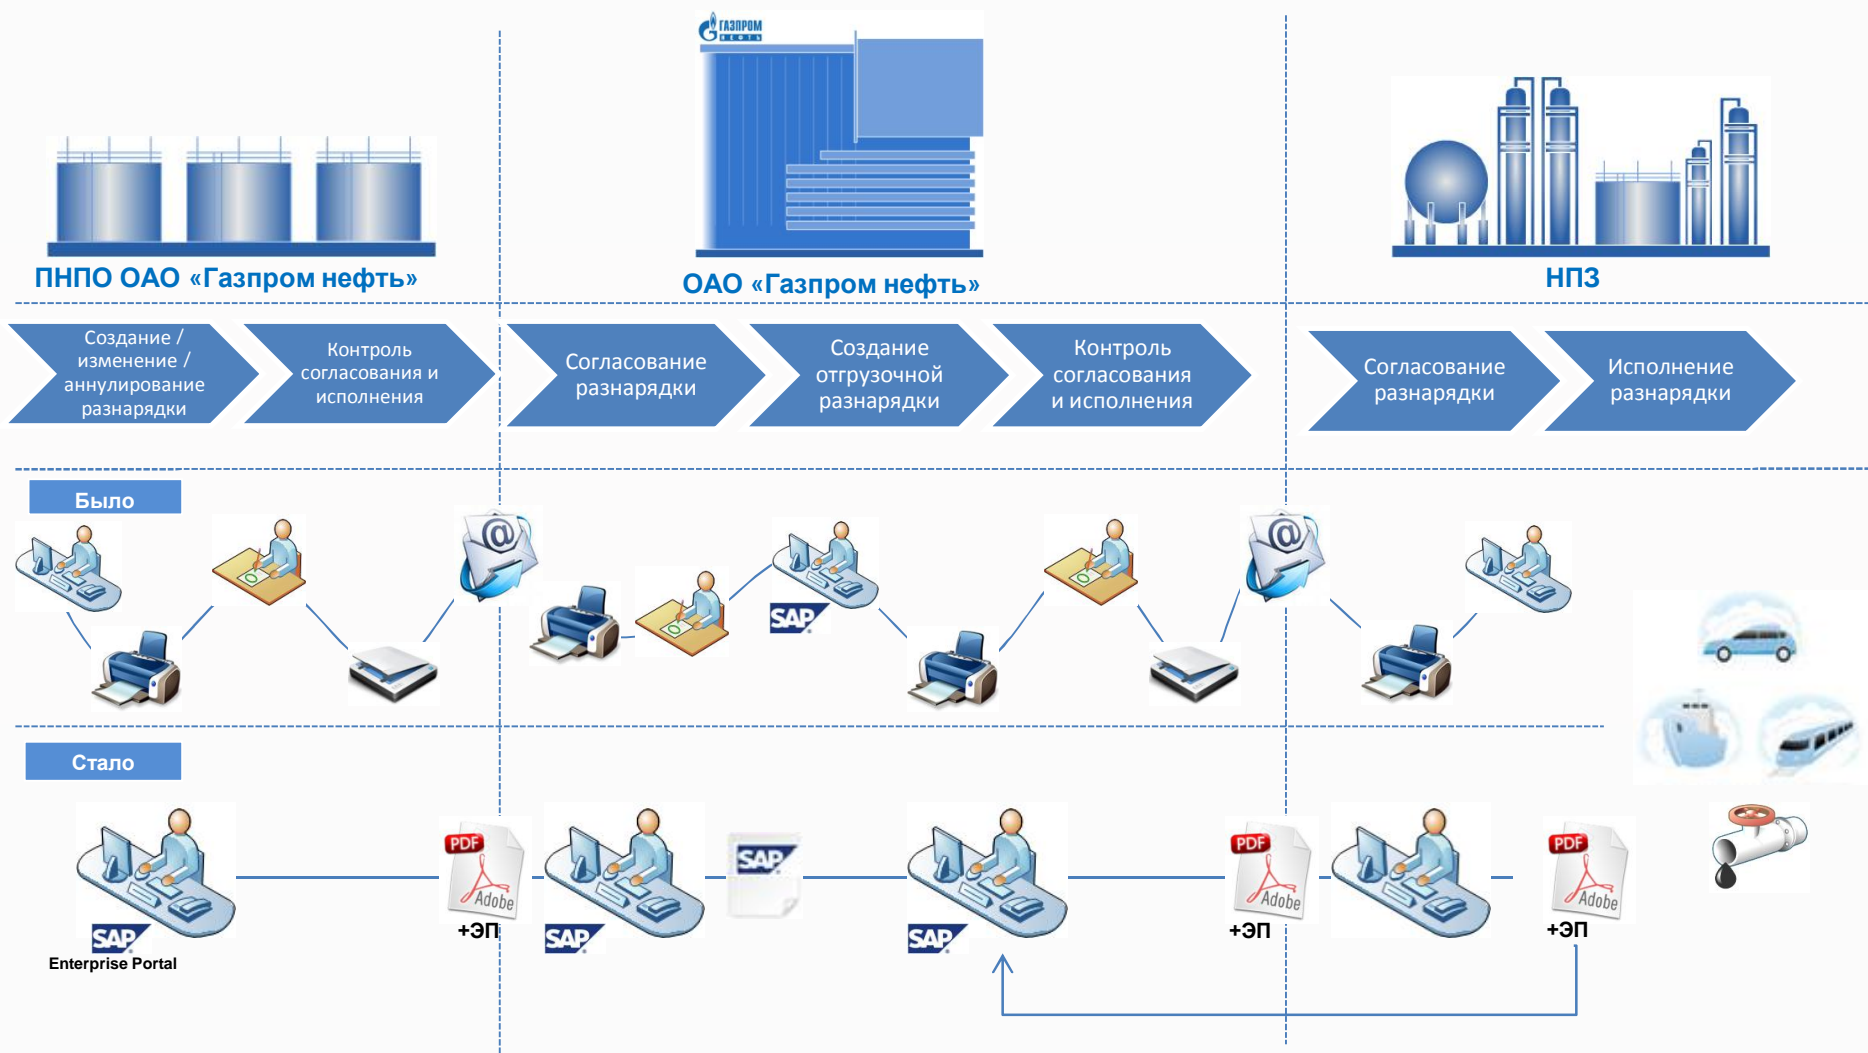 ГАЗПРОМ
НЕФТЬ
ПНПО ОАО «Газпром нефть»
ОАО «Газпром нефть»
НПЗ
Создание /
изменение /
аннулирование
разнарядки
Контроль
согласования и
исполнения
Согласование
разнарядки
Создание
отгрузочной
разнарядки
Контроль
согласования
и исполнения
Согласование
разнарядки
Исполнение
разнарядки
Было
@
@
SAP
Стало
PDF
Adobe
+ЭП
SAP
PDF
Adobe
+ЭП
PDF
Adobe
+ЭП
SAP
Enterprise Portal
SAP
SAP